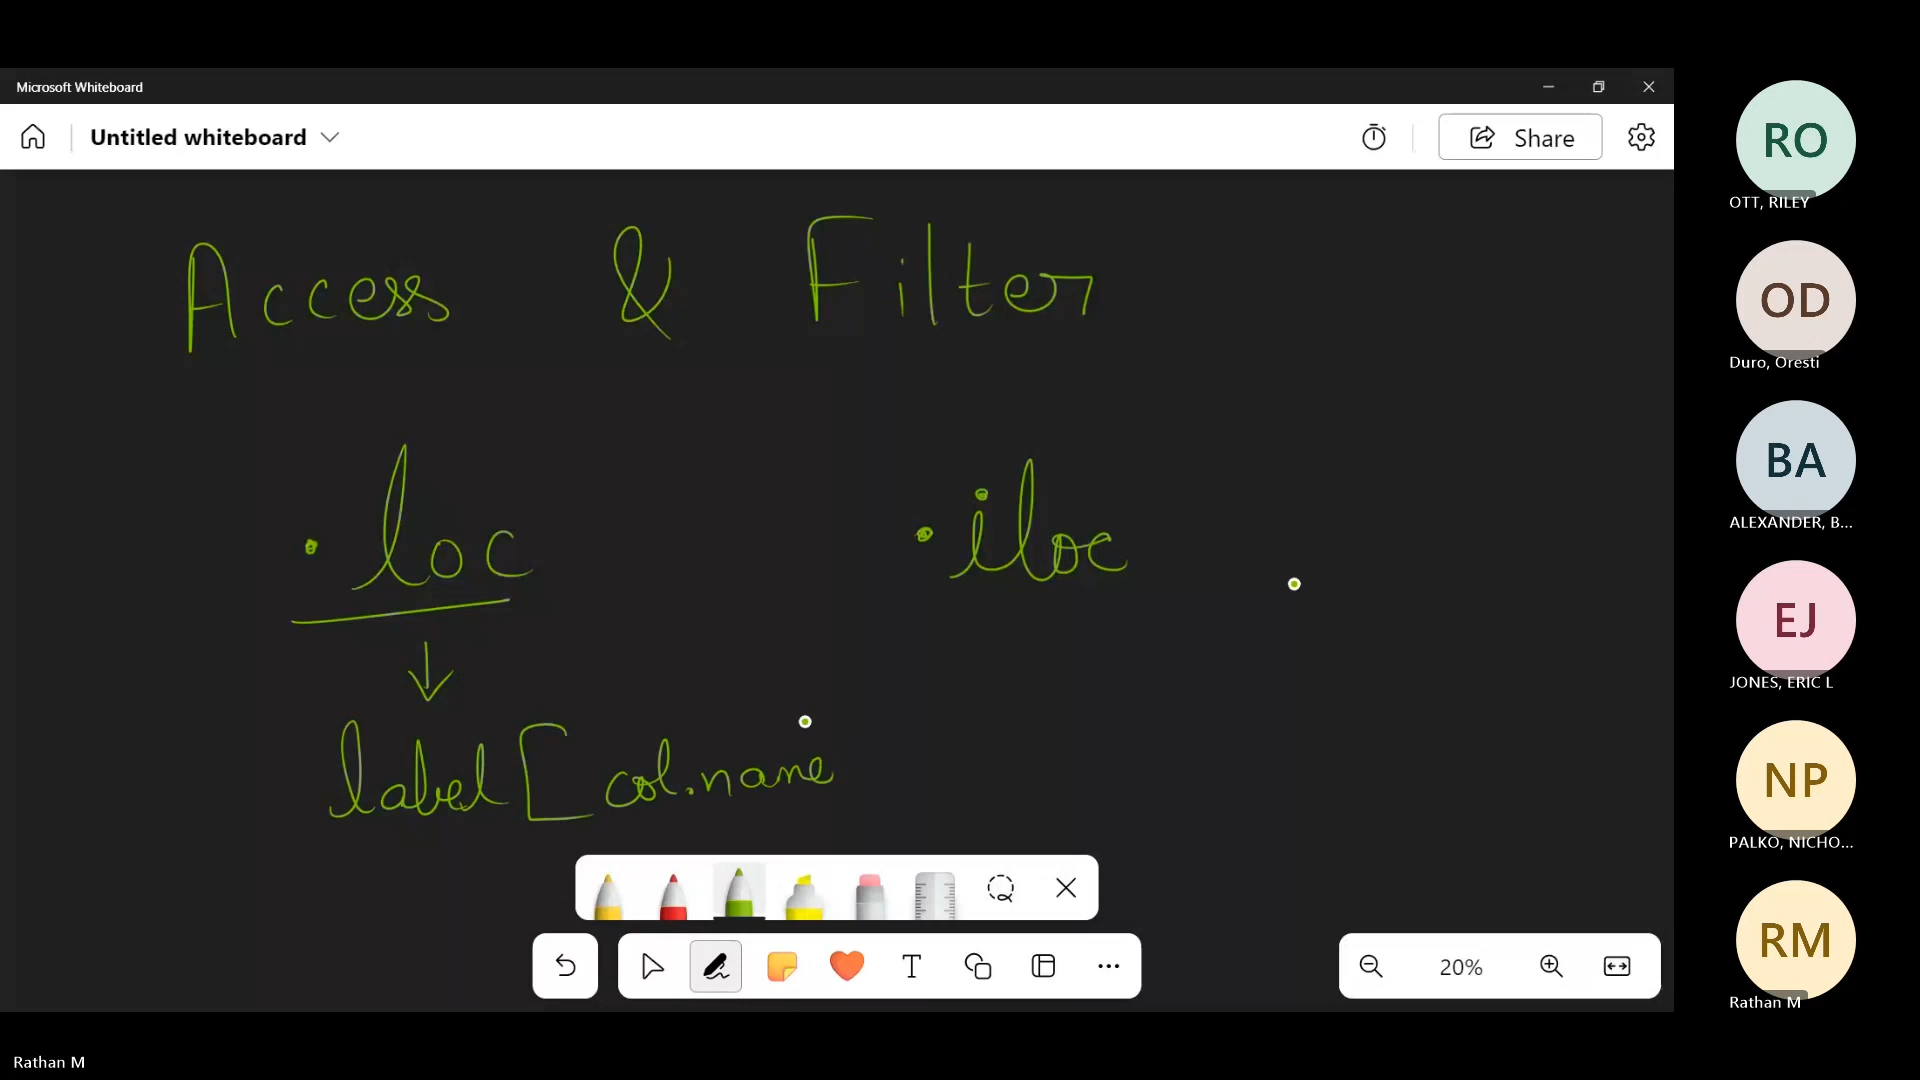 Microsoft Whiteboard
Untitled whiteboard
Share
Access & Filter
.loc
.iloc
label [ col.name
20%
RO
OTT, RILEY
OD
Duro, Oresti
BA
ALEXANDER, B...
EJ
JONES, ERIC L
NP
PALKO, NICHO...
RM
Rathan M
Rathan M